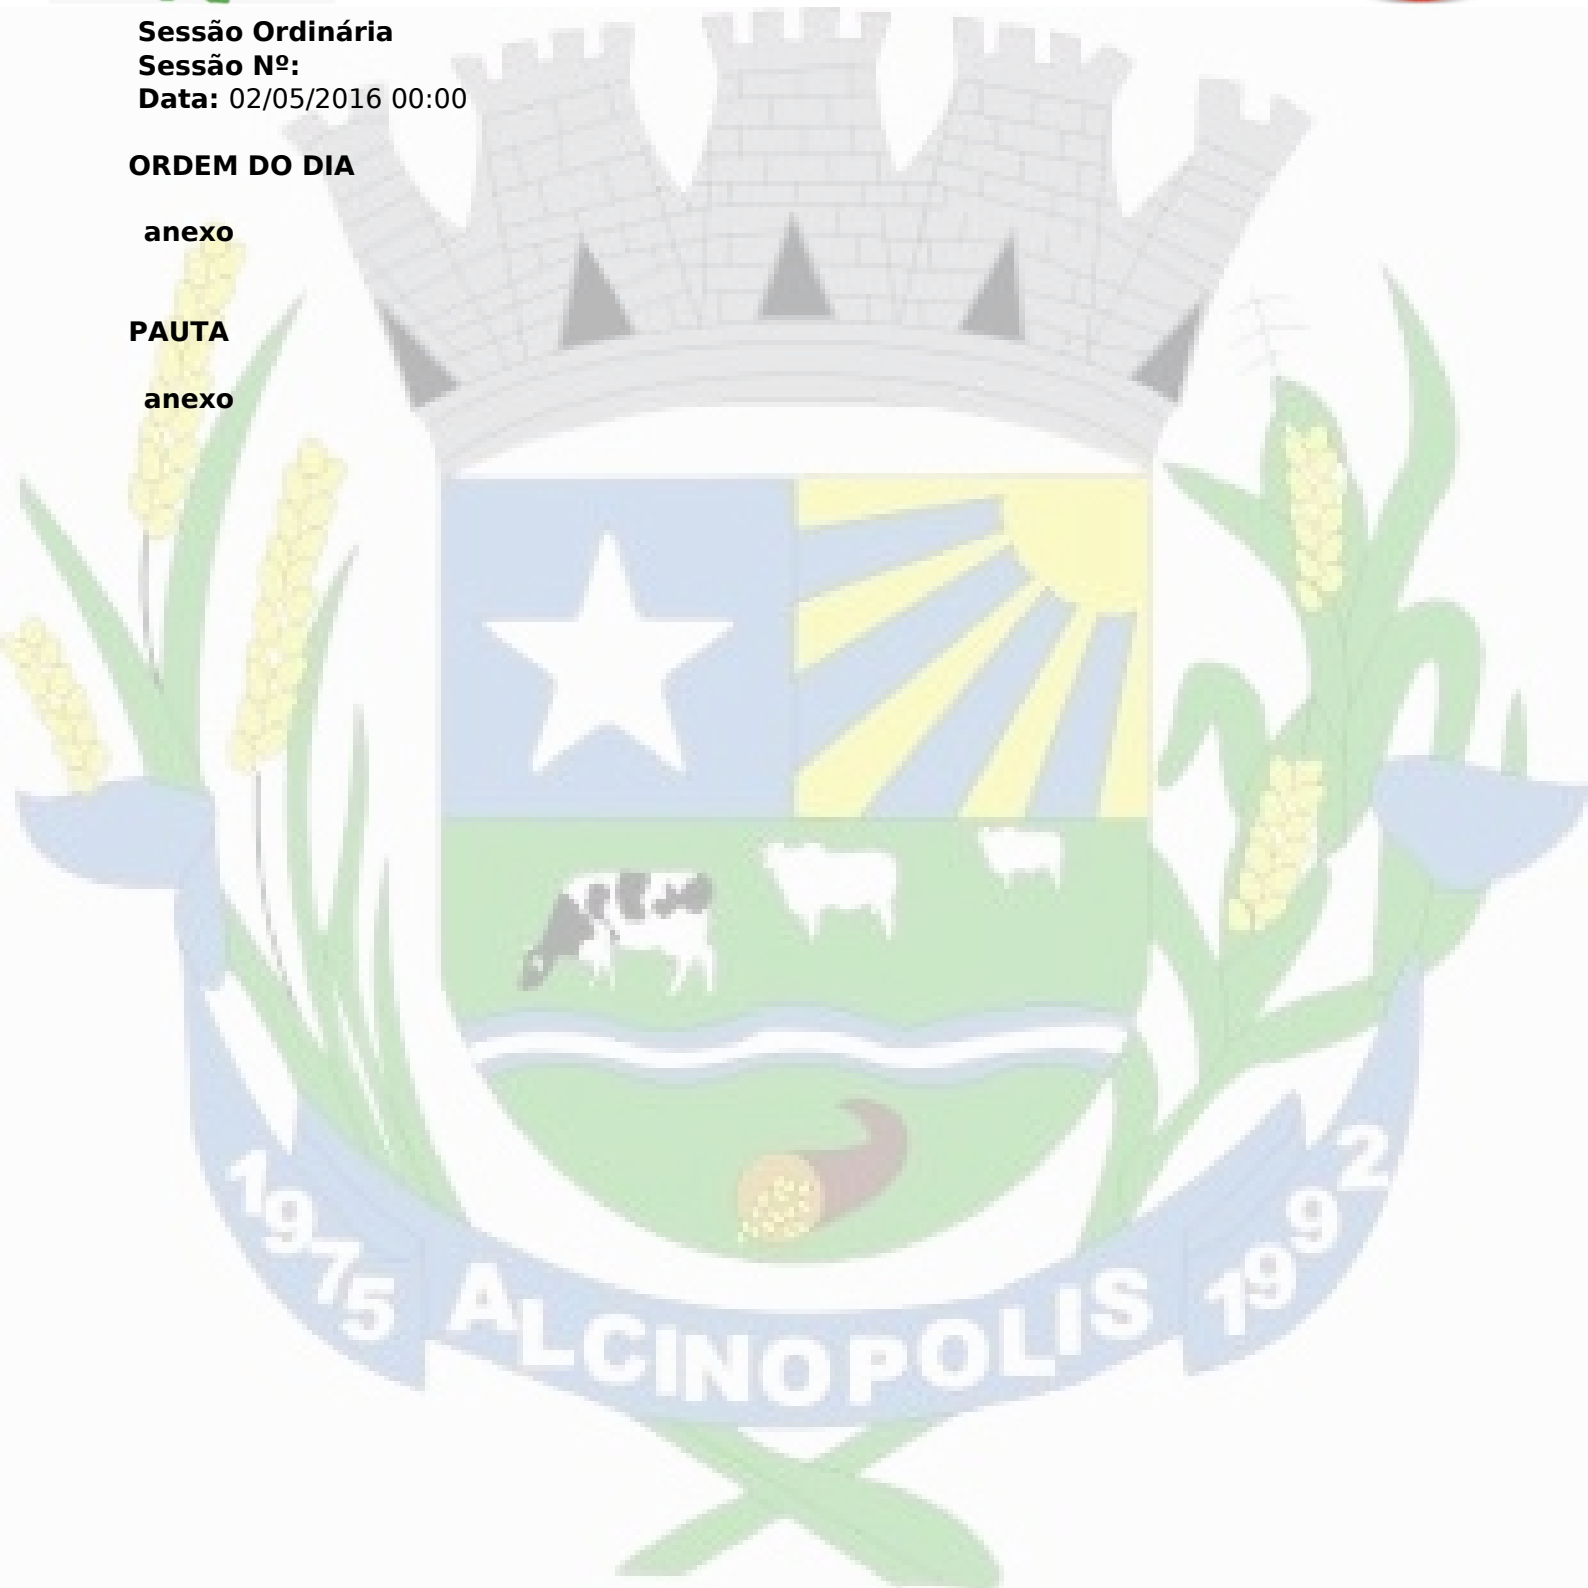 Sessão Ordinária
Sessão Nº:
Data: 02/05/2016 00:00
ORDEM DO DIA
anexo
PAUTA
anexo
1975 ALCINOPOLIS 1992